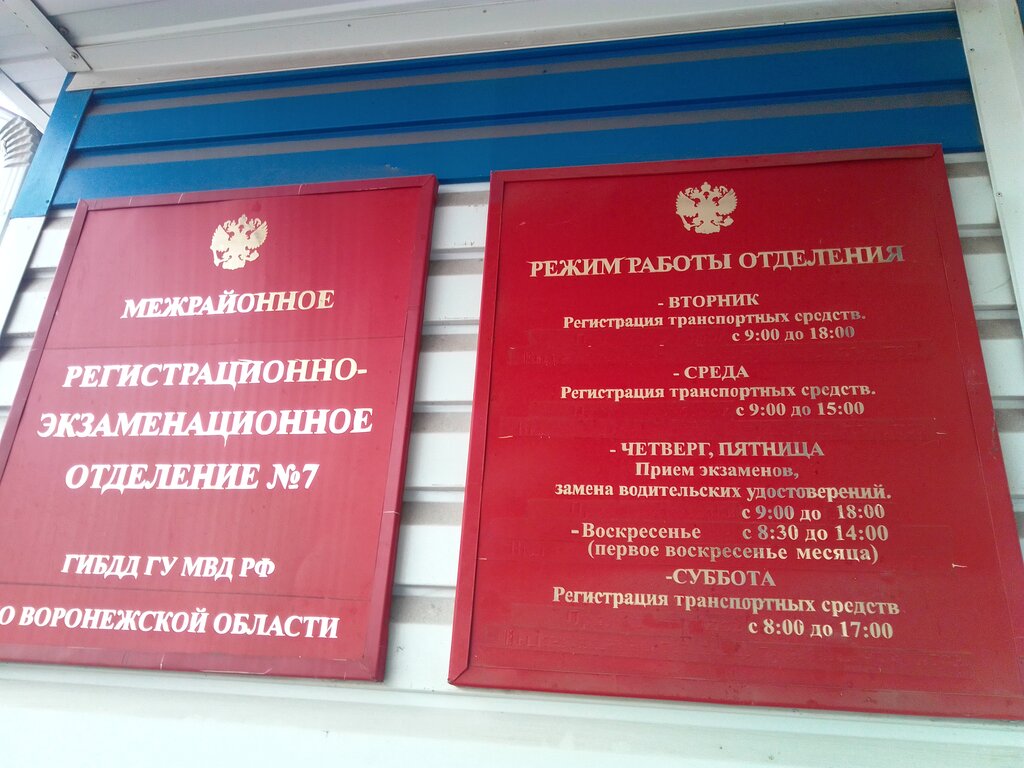 МЕЖРАЙОННОЕ
РЕГИСТРАЦИОННО-
ЭКЗАМЕНАЦИОННОЕ
ОТДЕЛЕНИЕ №7
ГИБДД ГУ МВД РФ
О ВОРОНЕЖСКОЙ ОБЛАСТИ
РЕЖИМ РАБОТЫ ОТДЕЛЕНИЯ
- ВТОРНИК
Регистрация транспортных средств.
с 9:00 до 18:00
- СРЕДА
Регистрация транспортных средств.
с 9:00 до 15:00
- ЧЕТВЕРГ, ПЯТНИЦА
Прием экзаменов,
замена водительских удостоверений.
с 9:00 до 18:00
- Воскресенье с 8:30 до 14:00
(первое воскресенье месяца)
-СУББОТА
Регистрация транспортных средств
с 8:00 до 17:00